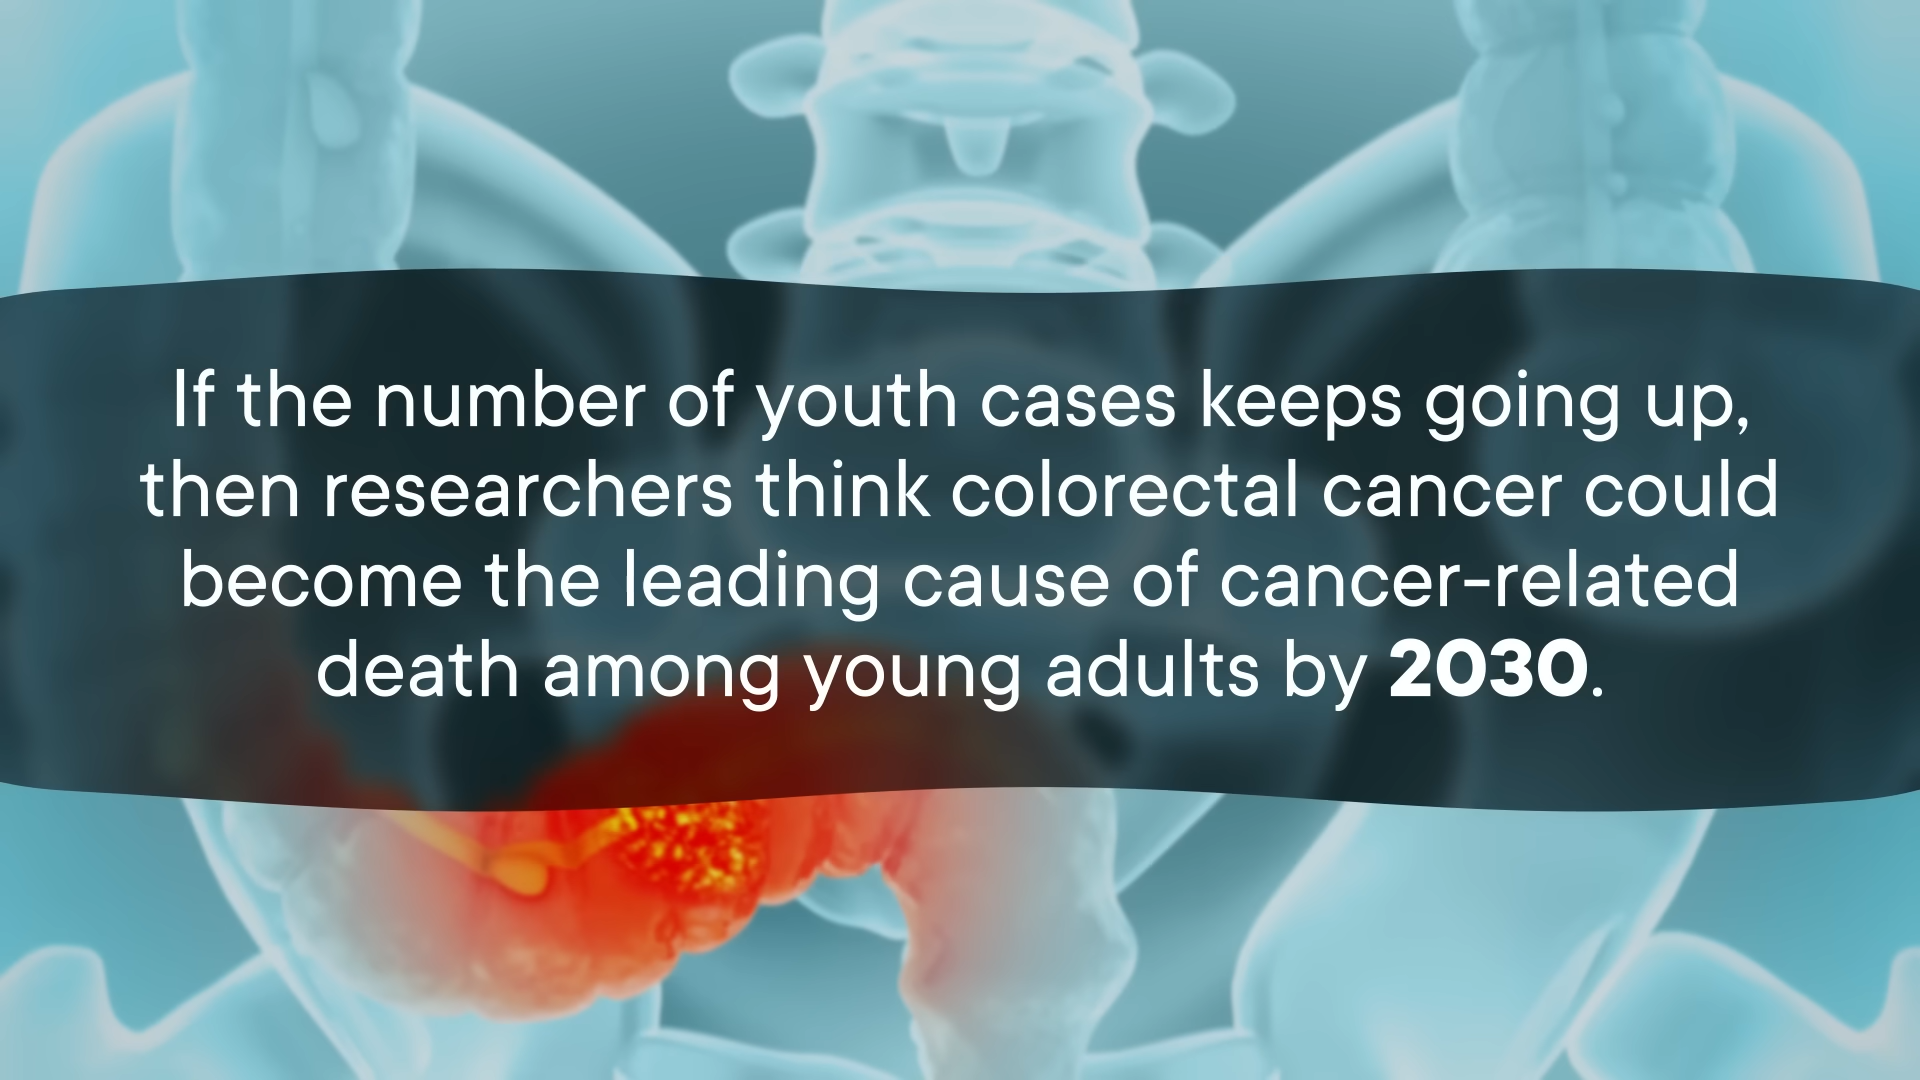 If the number of youth cases keeps going up,
then researchers think colorectal cancer could
become the leading cause of cancer-related
death among young adults by 2030.